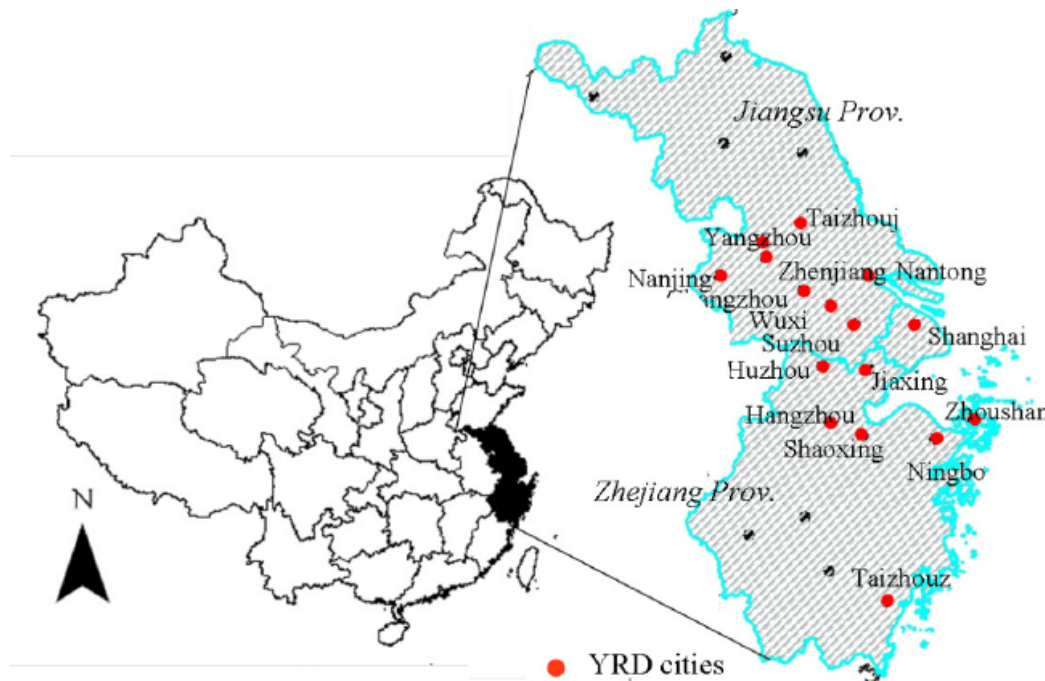 Jiangsu Prov.
Taizhouj
Yangzhou
Zhenjiang
Nantong
Nanjing
angzhou
Wuxi
Suzhou
Shanghai
Huzhou
Jiaxing
Hangzhou
Zhoushan
Shaoxing
Ningbo
Zhejiang Prov.
N
Taizhouz
YRD cities